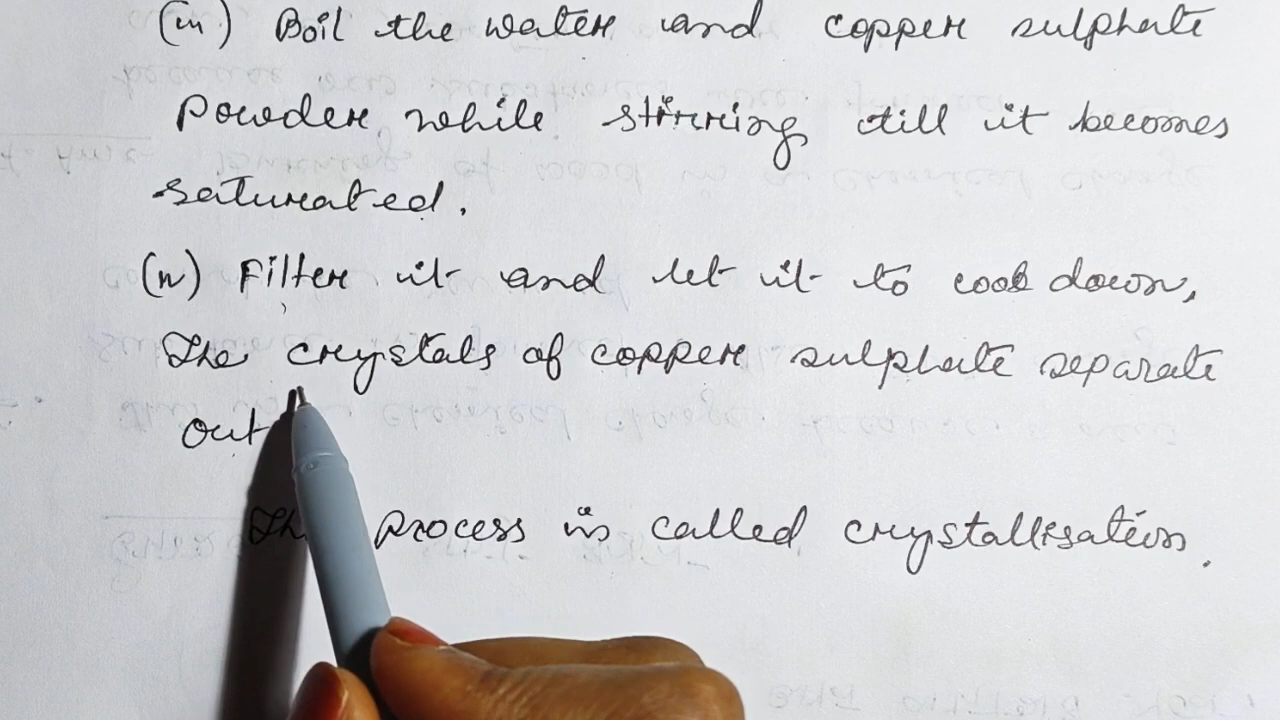 (iii) Boil the water and copper sulphate
powder while stirring till it becomes
saturated.
(iv) Filter it and let it to cool down,
The crystals of copper sulphate separate
out
The process is called crystallisation.